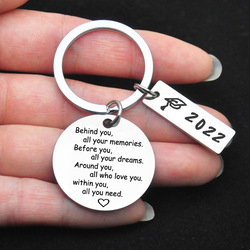 Behind you,
all your memories.
Before you,
all your dreams.
Around you,
all who love you.
within you,
all you need.
2022